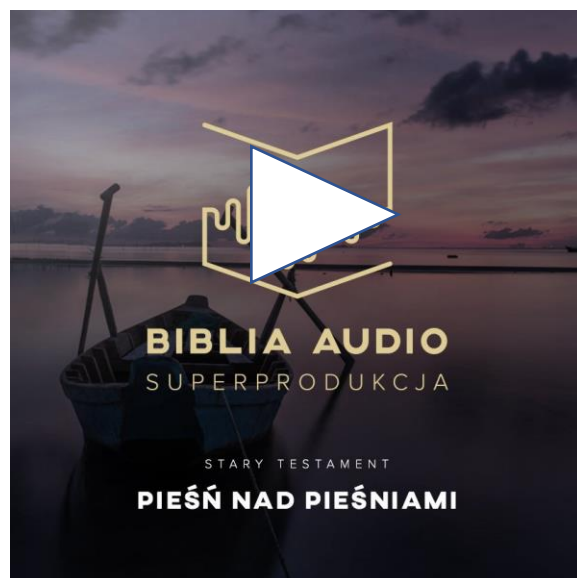 BIBLIA AUDIO
SUPERPRODUKCJA
STARY TESTAMENT
PIEŚŃ NAD PIEŚNIAMI